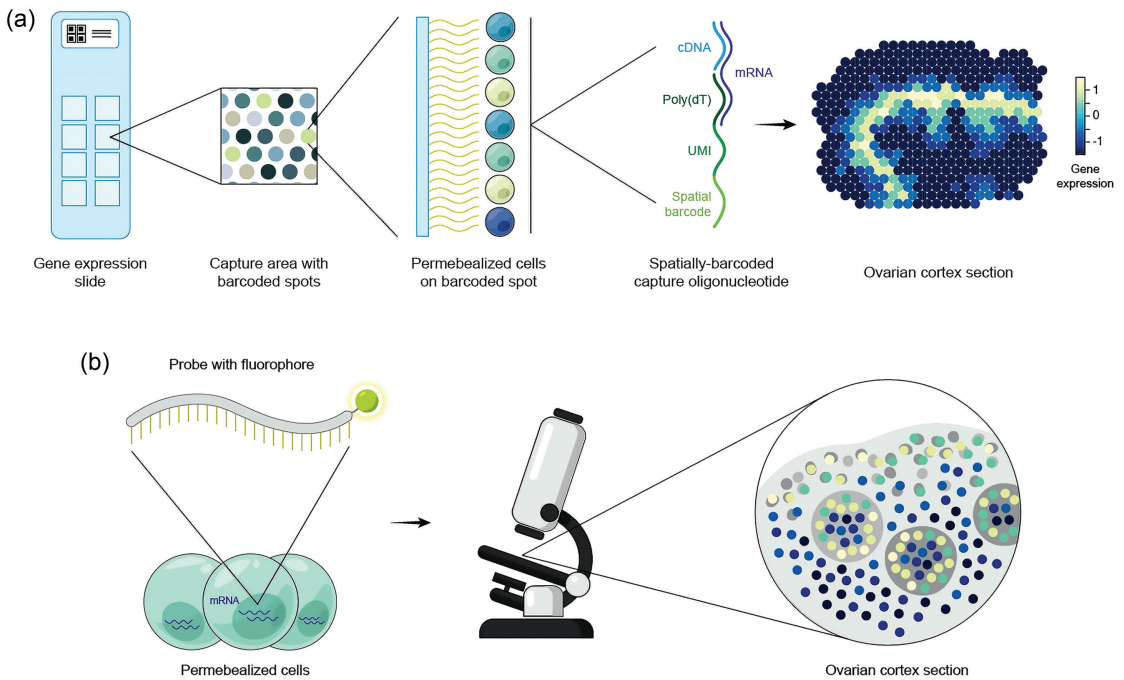 (a)
cDNA
mRNA
Poly(dT)
UMI
Spatial
barcode
1
0
-1
Gene
expression
Gene expression
slide
Capture area with
barcoded spots
Permebealized cells
on barcoded spot
Spatially-barcoded
capture oligonucleotide
Ovarian cortex section
(b)
Probe with fluorophore
mRNA
Permebealized cells
Ovarian cortex section